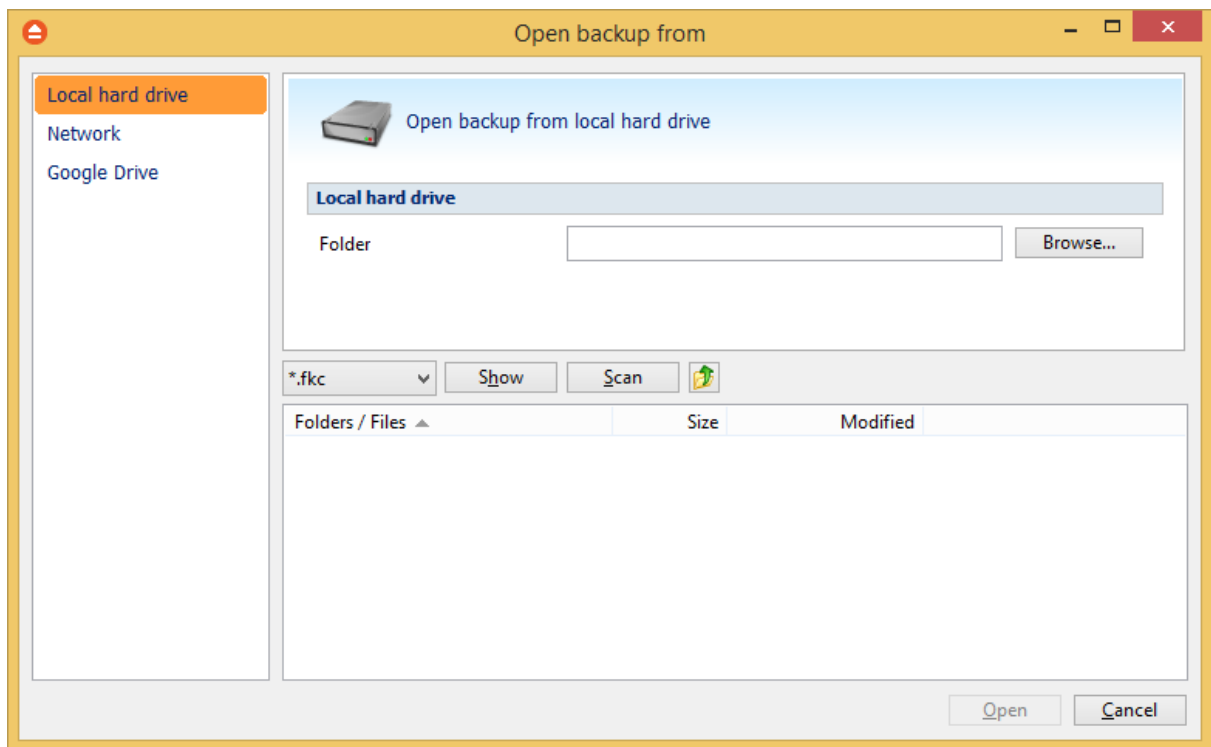 Open backup from
Local hard drive
Network
Google Drive
Open backup from local hard drive
Local hard drive
Folder
Browse...
*.fkc
Show
Scan
Folders / Files
Size
Modified
Open
Cancel